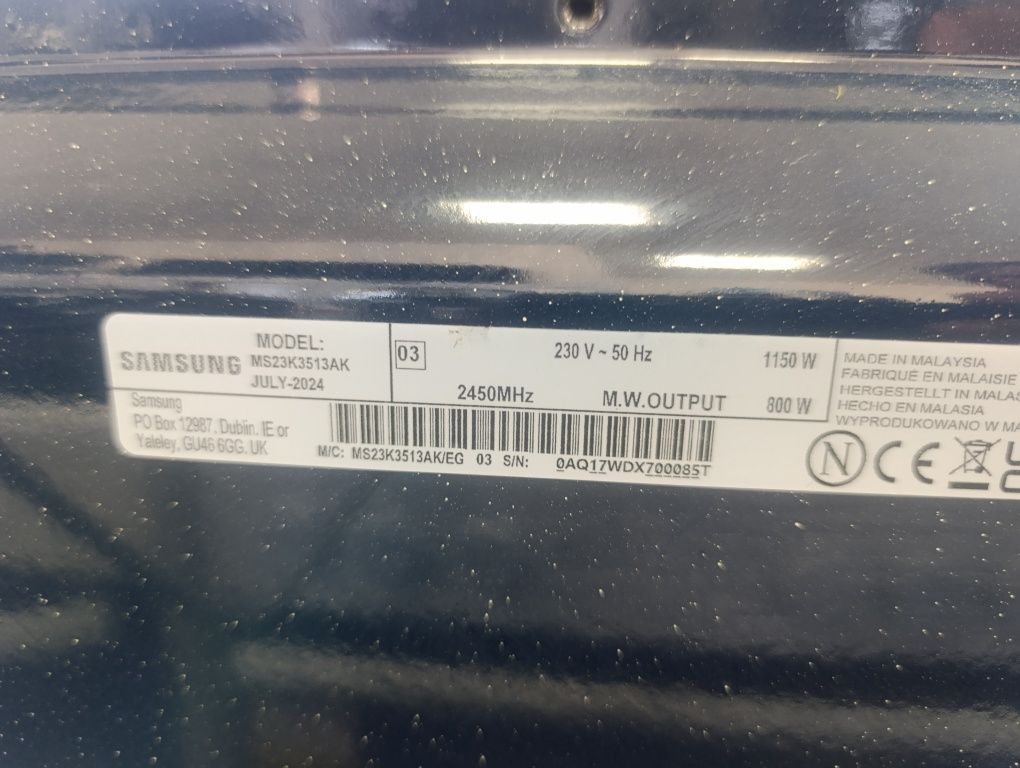 MODEL:
SAMSUNG MS23K3513AK
JULY-2024
Samsung
PO Box 12987, Dublin. IE or
Yateley, GU46 6GG. UK
03
230 V ~ 50 Hz 1150 W
2450MHz M.W.OUTPUT 800 W
M/C: MS23K3513AK/EG 03 S/N: 0AQ17WDX700085T
MADE IN MALAYSIA
FABRIQUÉ EN MALAISIE
HERGESTELLT IN
HECHO EN MALASIA
WYPRODUKOWANO W
N CE